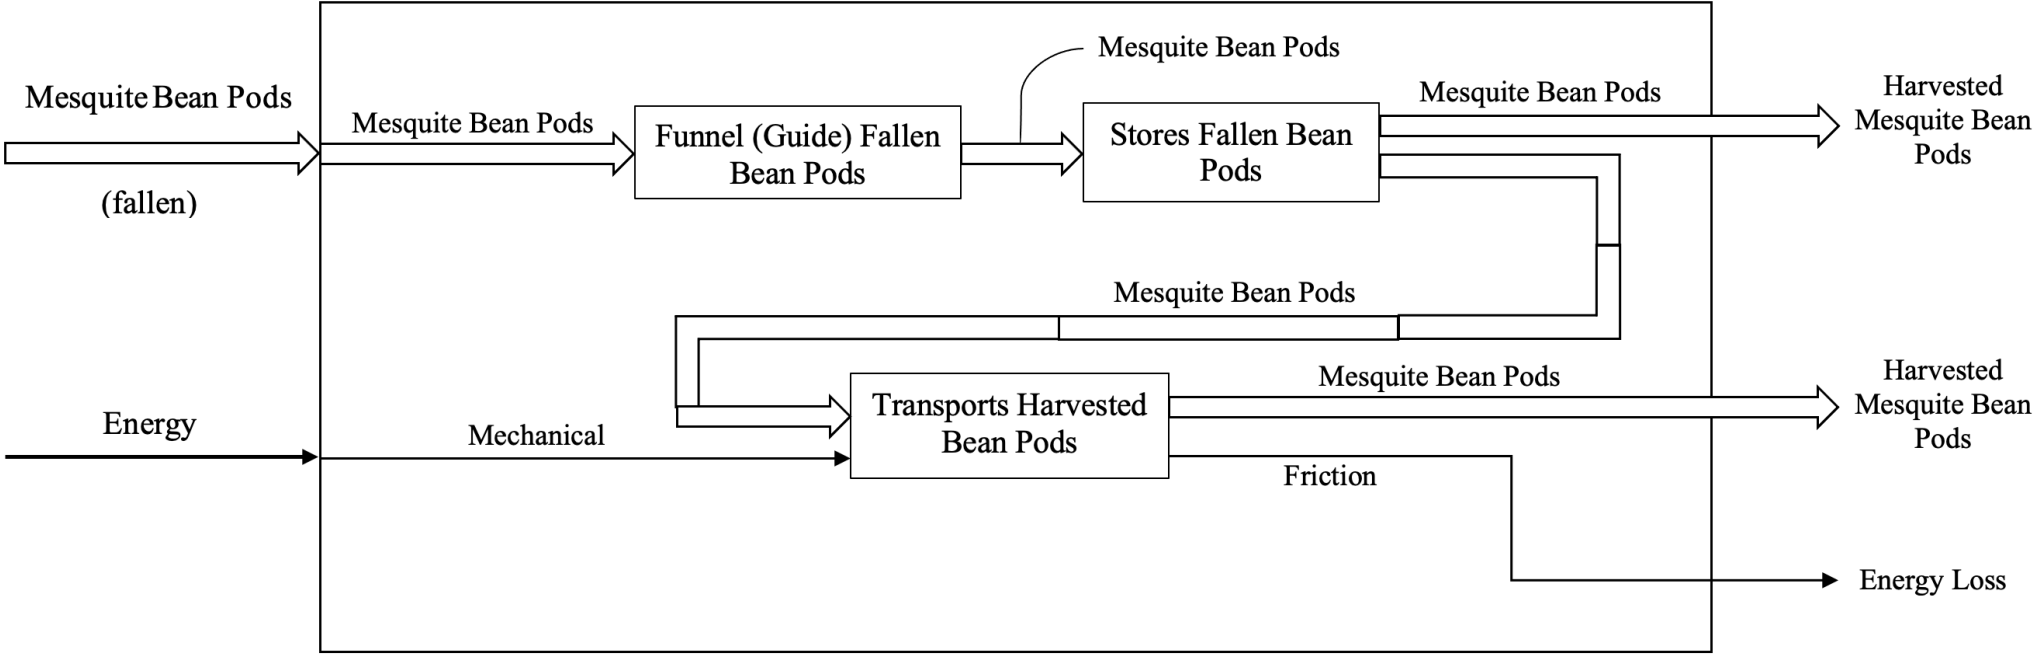 Mesquite Bean Pods
Mesquite Bean Pods
Harvested
Mesquite Bean Pods
Mesquite Bean Pods
Mesquite Bean
Pods
Funnel (Guide) Fallen
Bean Pods
Stores Fallen Bean
Pods
(fallen)
Mesquite Bean Pods
Mesquite Bean Pods
Harvested
Mesquite Bean
Pods
Energy
Mechanical
Transports Harvested
Bean Pods
Friction
Energy Loss